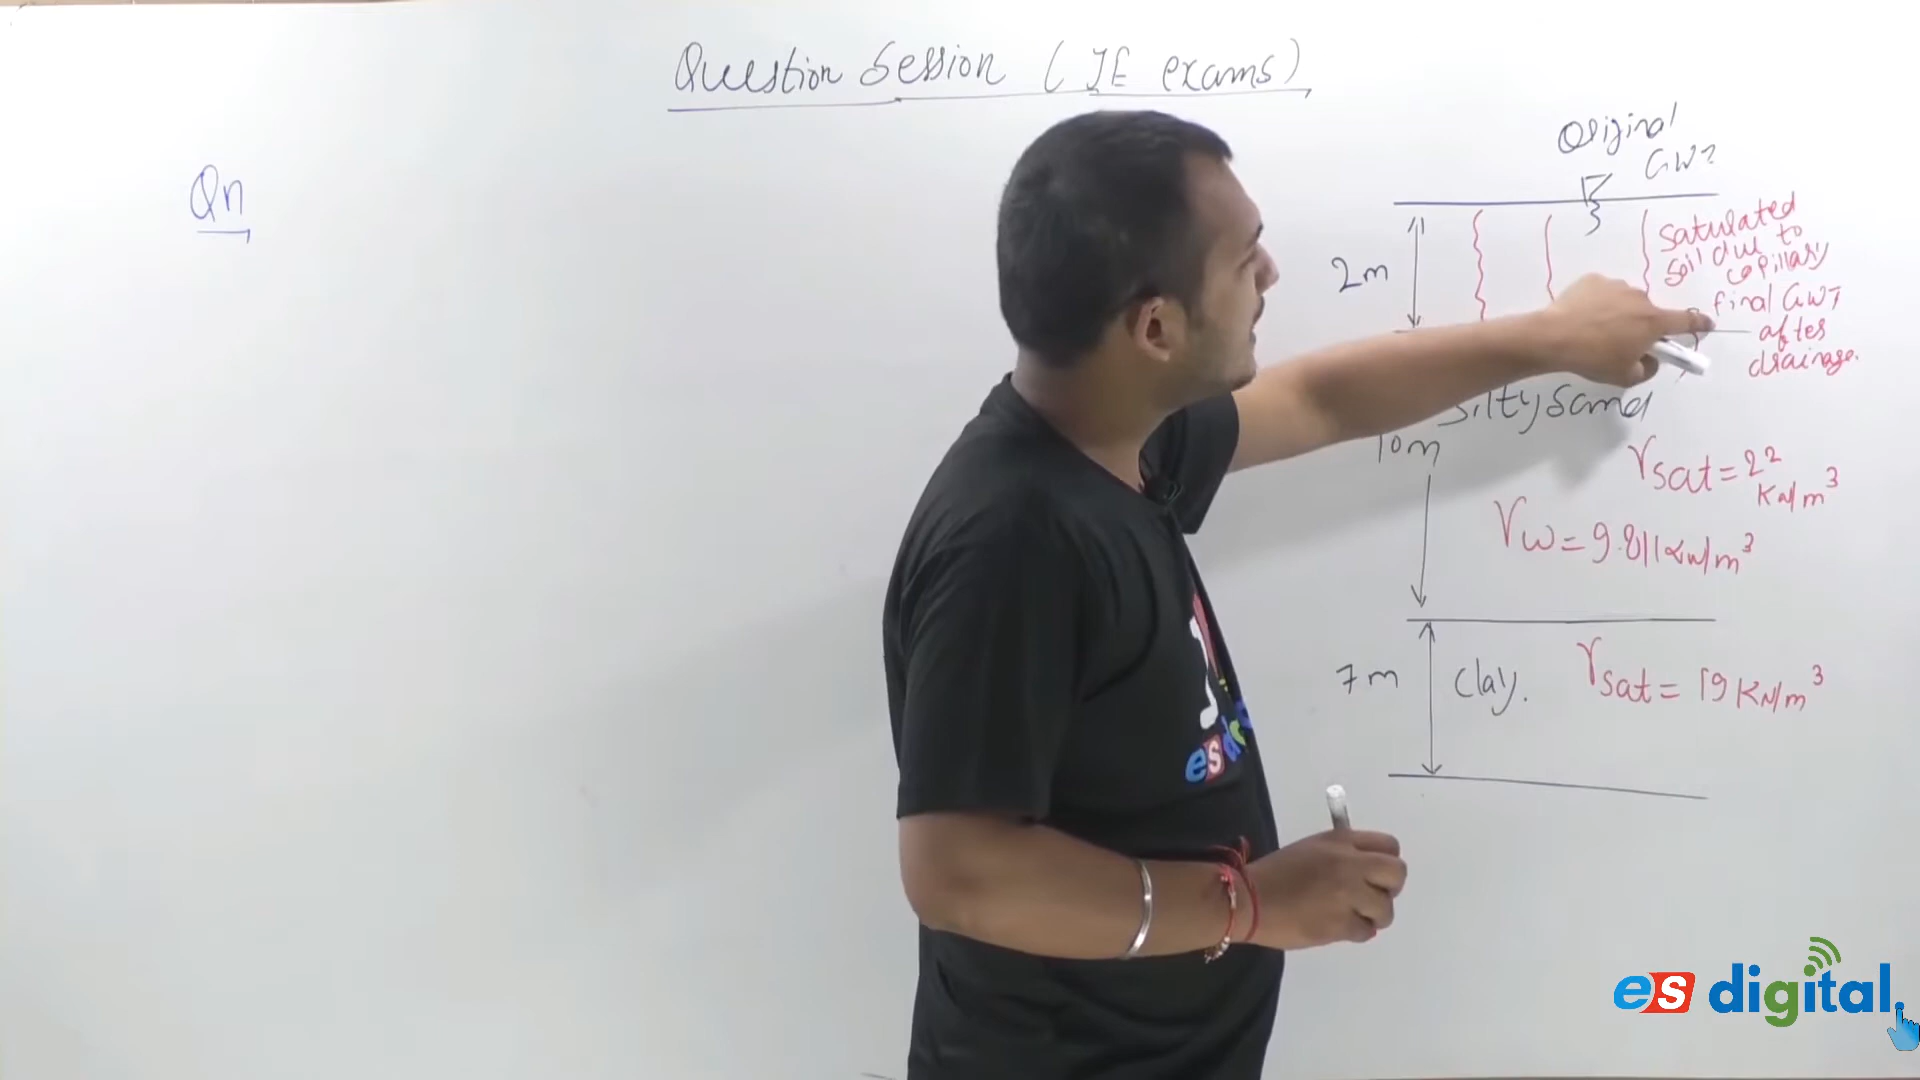 Question Session (JE exams)
Qn
Original
GWT
2m
Saturated
soil due to
capillary
final GWT
after
drainage.
Silty Sand
10m
γsat = 22
KN/m³
γw = 9.81 KN/m³
7m
Clay.
γsat = 19 KN/m³
es
es digital.